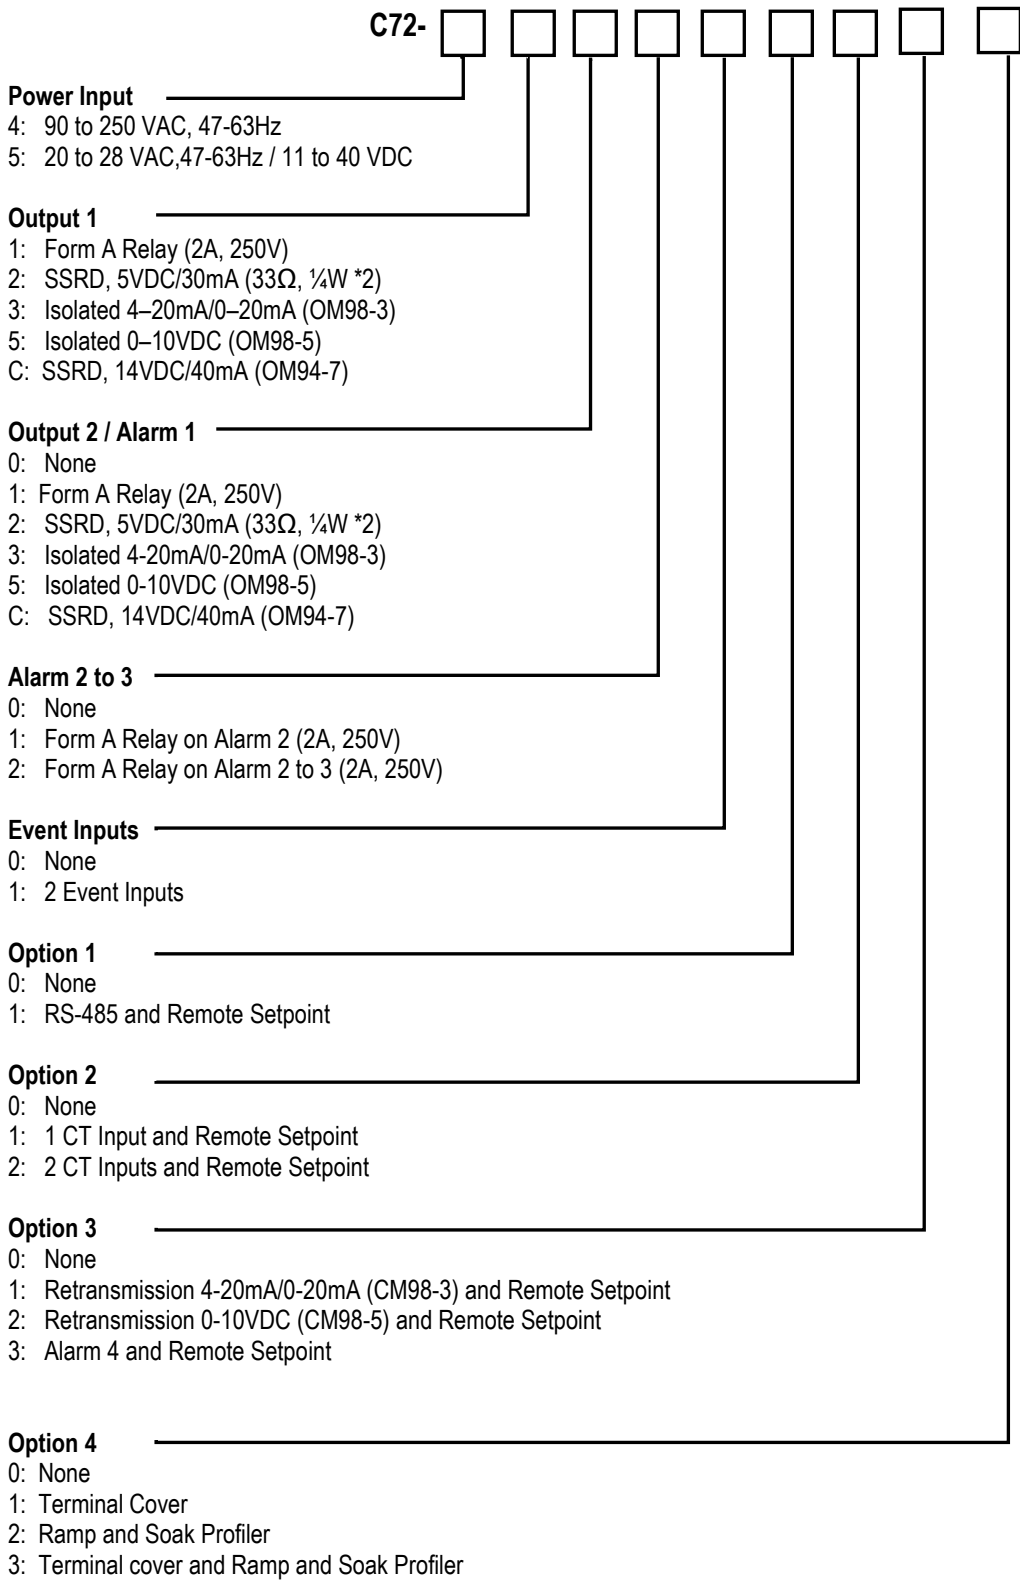 C72-
Power Input
4: 90 to 250 VAC, 47-63Hz
5: 20 to 28 VAC,47-63Hz / 11 to 40 VDC
Output 1
1: Form A Relay (2A, 250V)
2: SSRD, 5VDC/30mA (33Ω, ¼W *2)
3: Isolated 4–20mA/0–20mA (OM98-3)
5: Isolated 0–10VDC (OM98-5)
C: SSRD, 14VDC/40mA (OM94-7)
Output 2 / Alarm 1
0: None
1: Form A Relay (2A, 250V)
2: SSRD, 5VDC/30mA (33Ω, ¼W *2)
3: Isolated 4-20mA/0-20mA (OM98-3)
5: Isolated 0-10VDC (OM98-5)
C: SSRD, 14VDC/40mA (OM94-7)
Alarm 2 to 3
0: None
1: Form A Relay on Alarm 2 (2A, 250V)
2: Form A Relay on Alarm 2 to 3 (2A, 250V)
Event Inputs
0: None
1: 2 Event Inputs
Option 1
0: None
1: RS-485 and Remote Setpoint
Option 2
0: None
1: 1 CT Input and Remote Setpoint
2: 2 CT Inputs and Remote Setpoint
Option 3
0: None
1: Retransmission 4-20mA/0-20mA (CM98-3) and Remote Setpoint
2: Retransmission 0-10VDC (CM98-5) and Remote Setpoint
3: Alarm 4 and Remote Setpoint
Option 4
0: None
1: Terminal Cover
2: Ramp and Soak Profiler
3: Terminal cover and Ramp and Soak Profiler